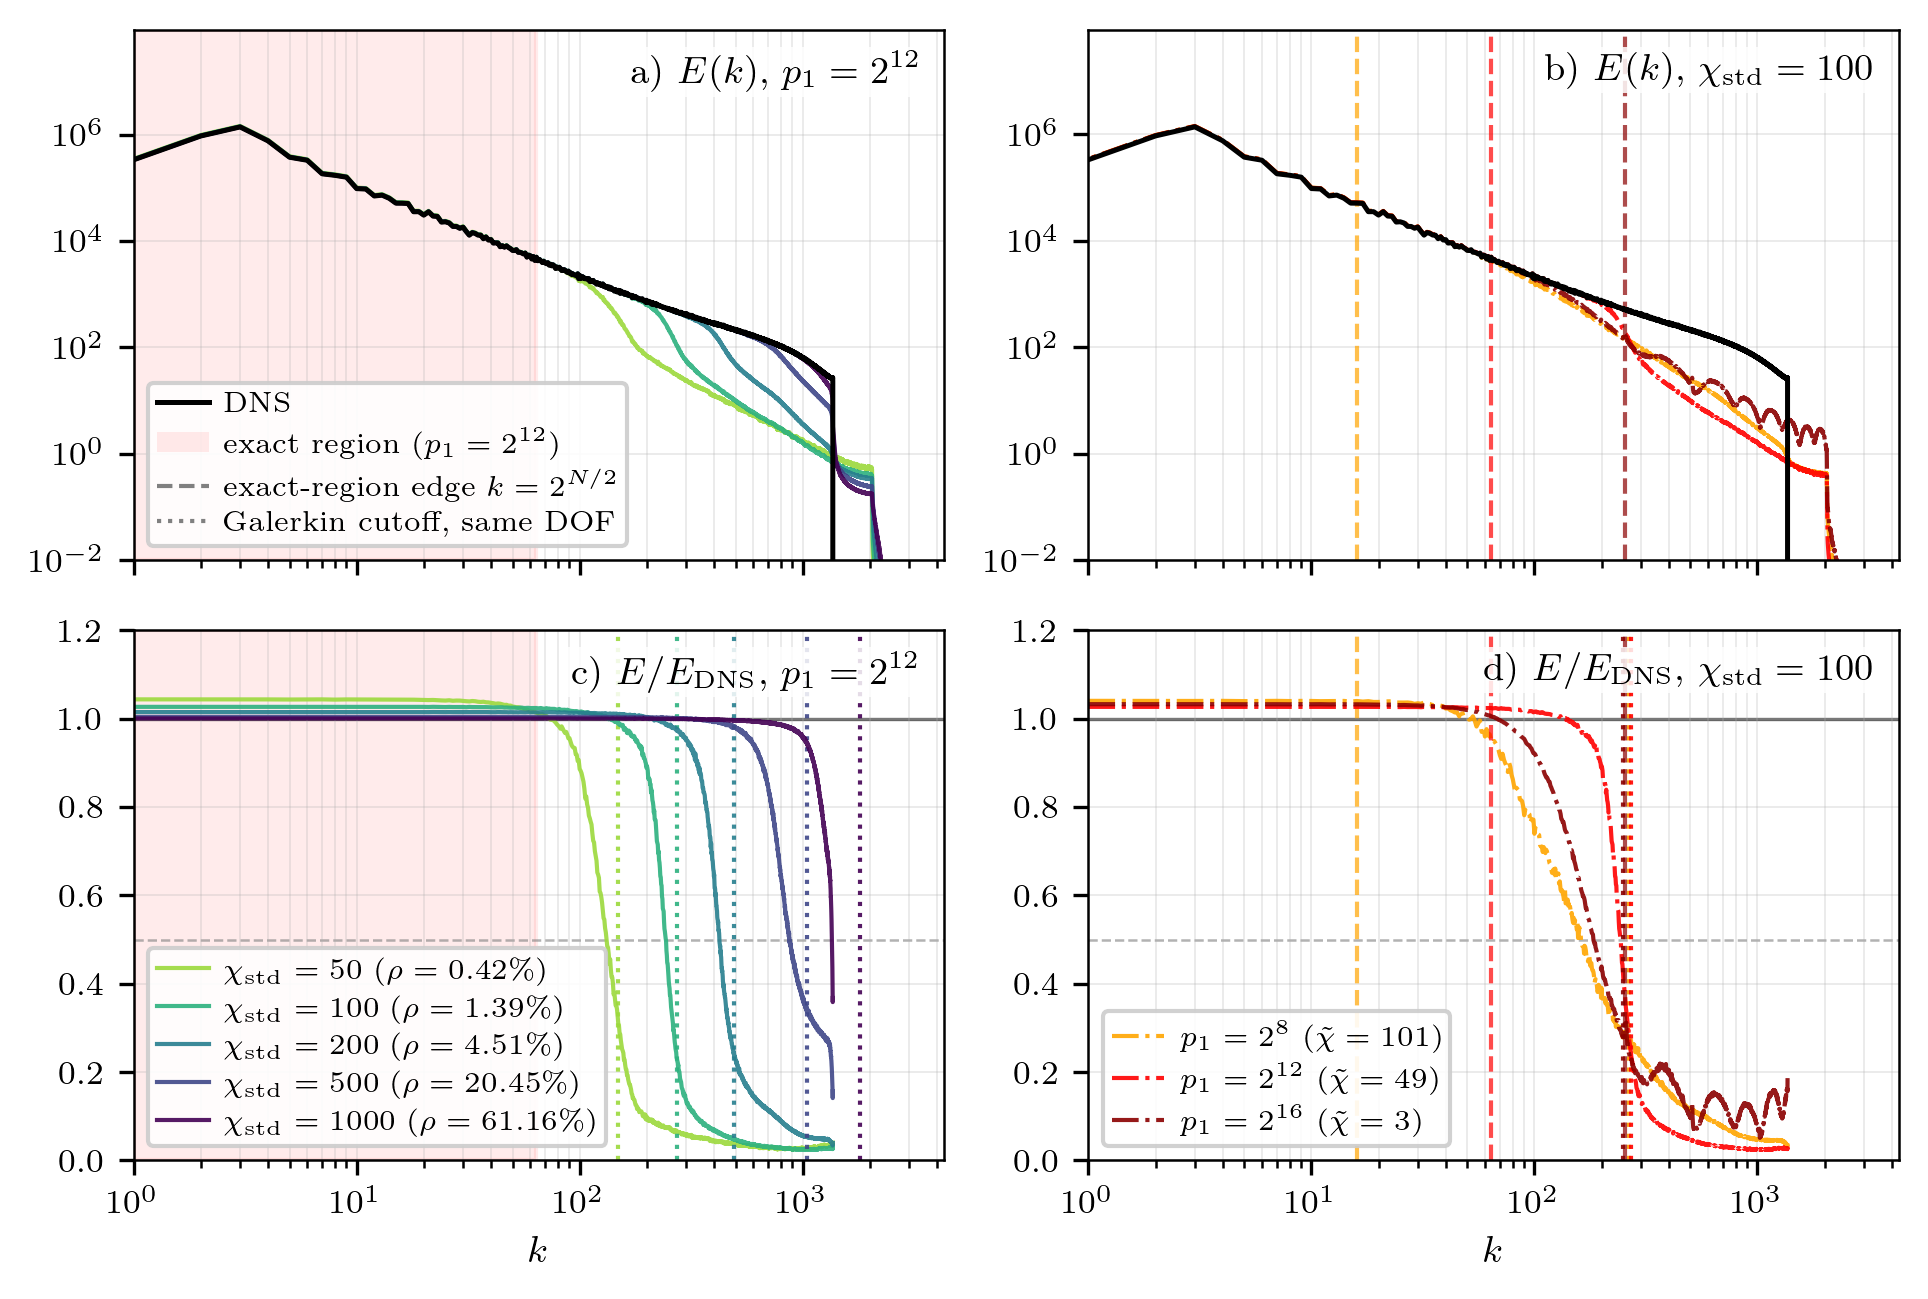 a) E(k), p₁ = 2¹²
10⁶
10⁴
10²
10⁰
10⁻²
DNS
exact region (p₁ = 2¹²)
exact-region edge k = 2^{N/2}
Galerkin cutoff, same DOF
b) E(k), χ_std = 100
10⁶
10⁴
10²
10⁰
10⁻²
c) E/E_DNS, p₁ = 2¹²
1.2
1.0
0.8
0.6
0.4
0.2
0.0
χ_std = 50 (ρ = 0.42%)
χ_std = 100 (ρ = 1.39%)
χ_std = 200 (ρ = 4.51%)
χ_std = 500 (ρ = 20.45%)
χ_std = 1000 (ρ = 61.16%)
10⁰ 10¹ 10² 10³
k
d) E/E_DNS, χ_std = 100
1.2
1.0
0.8
0.6
0.4
0.2
0.0
p₁ = 2⁸ (χ̃ = 101)
p₁ = 2¹² (χ̃ = 49)
p₁ = 2¹⁶ (χ̃ = 3)
10⁰ 10¹ 10² 10³
k